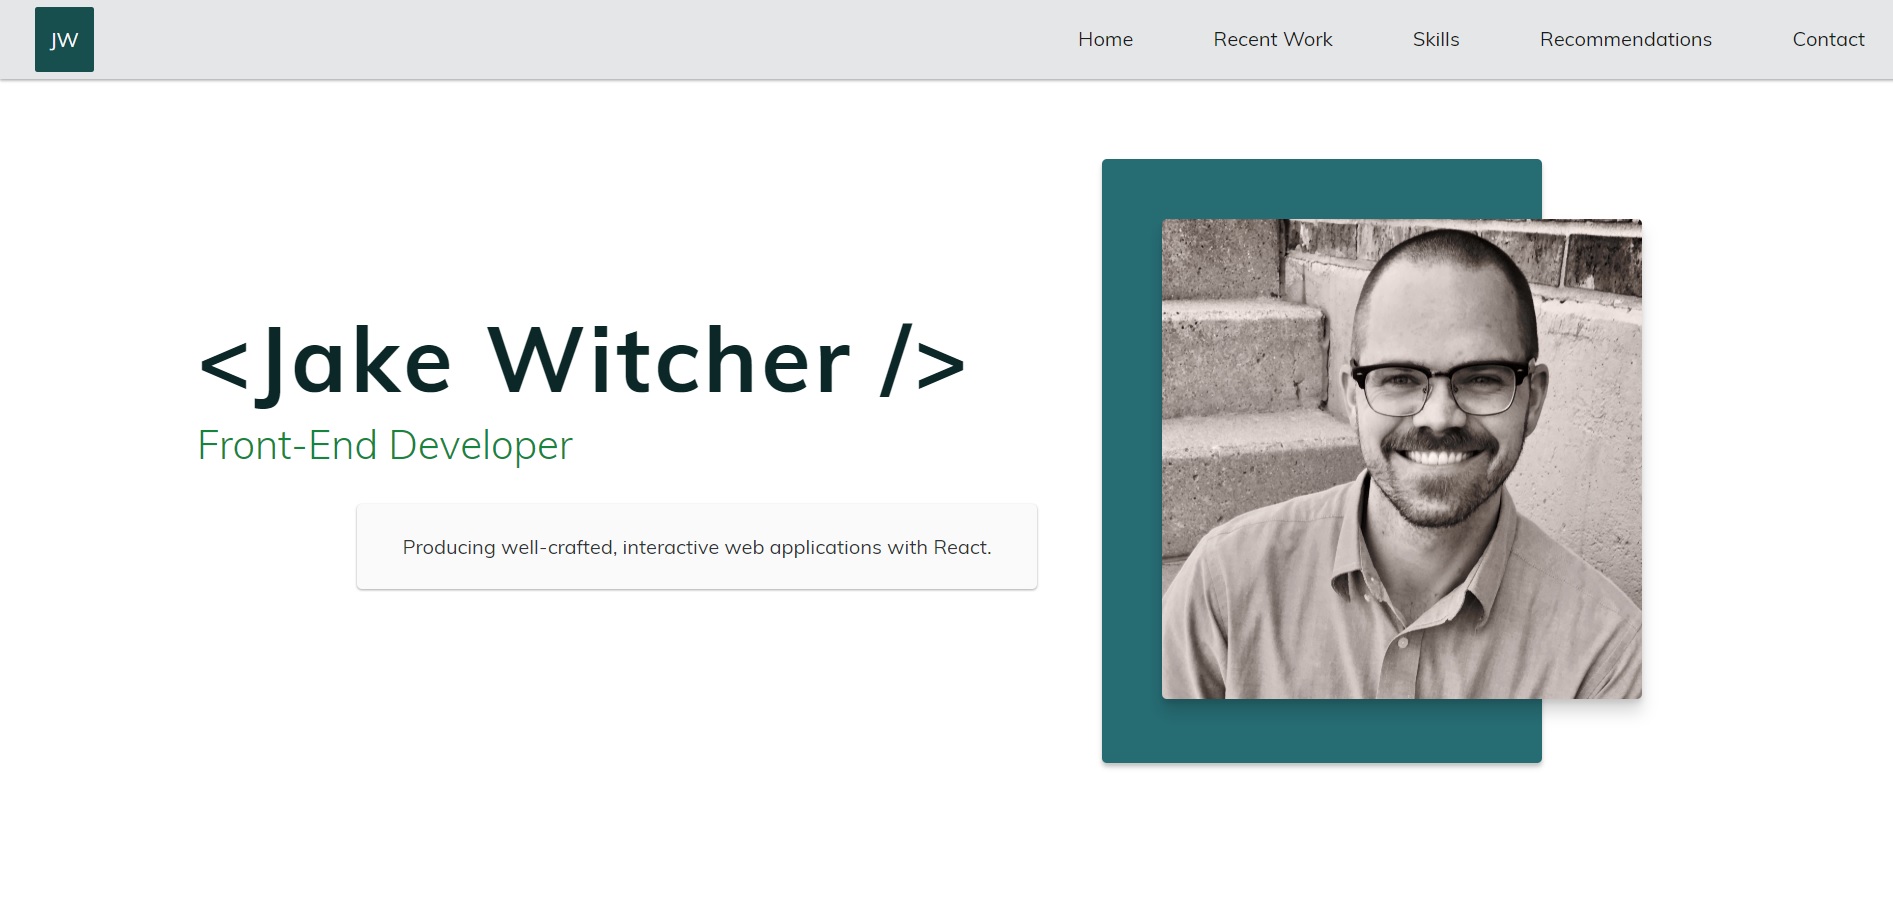 JW
Home Recent Work Skills Recommendations Contact
<Jake Witcher />
Front-End Developer
Producing well-crafted, interactive web applications with React.